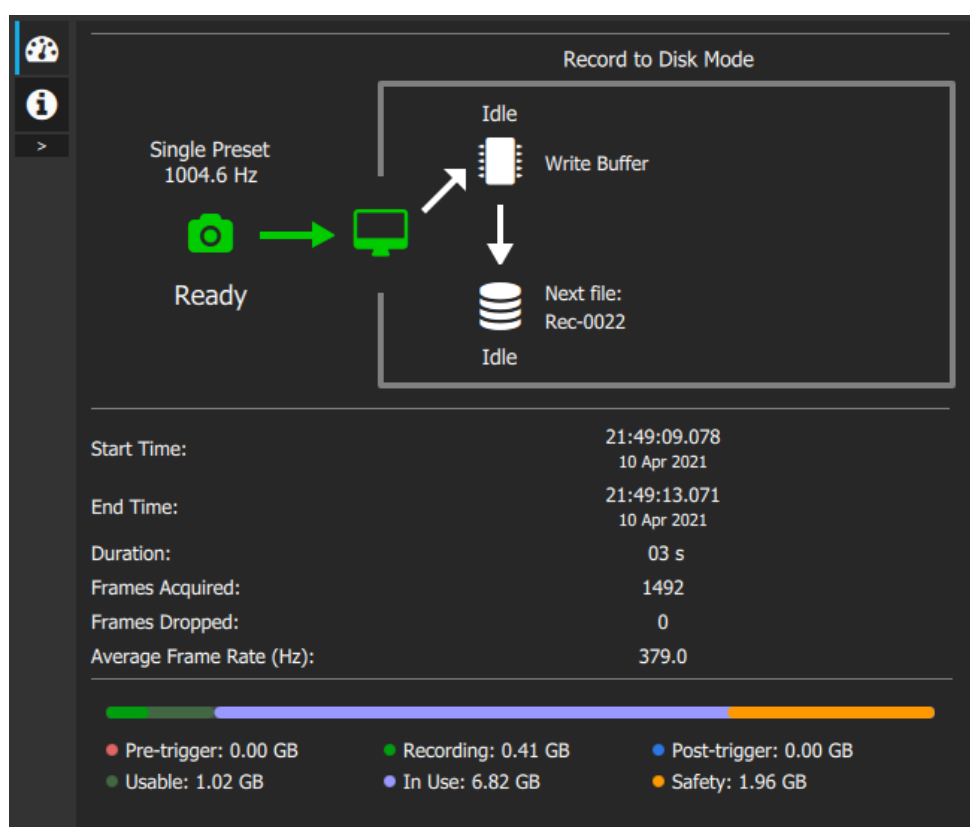 Record to Disk Mode
Idle
Single Preset
1004.6 Hz
Write Buffer
Ready
Next file:
Rec-0022
Idle
>
Start Time: 21:49:09.078
10 Apr 2021
End Time: 21:49:13.071
10 Apr 2021
Duration: 03 s
Frames Acquired: 1492
Frames Dropped: 0
Average Frame Rate (Hz): 379.0
Pre-trigger: 0.00 GB Recording: 0.41 GB Post-trigger: 0.00 GB
Usable: 1.02 GB In Use: 6.82 GB Safety: 1.96 GB